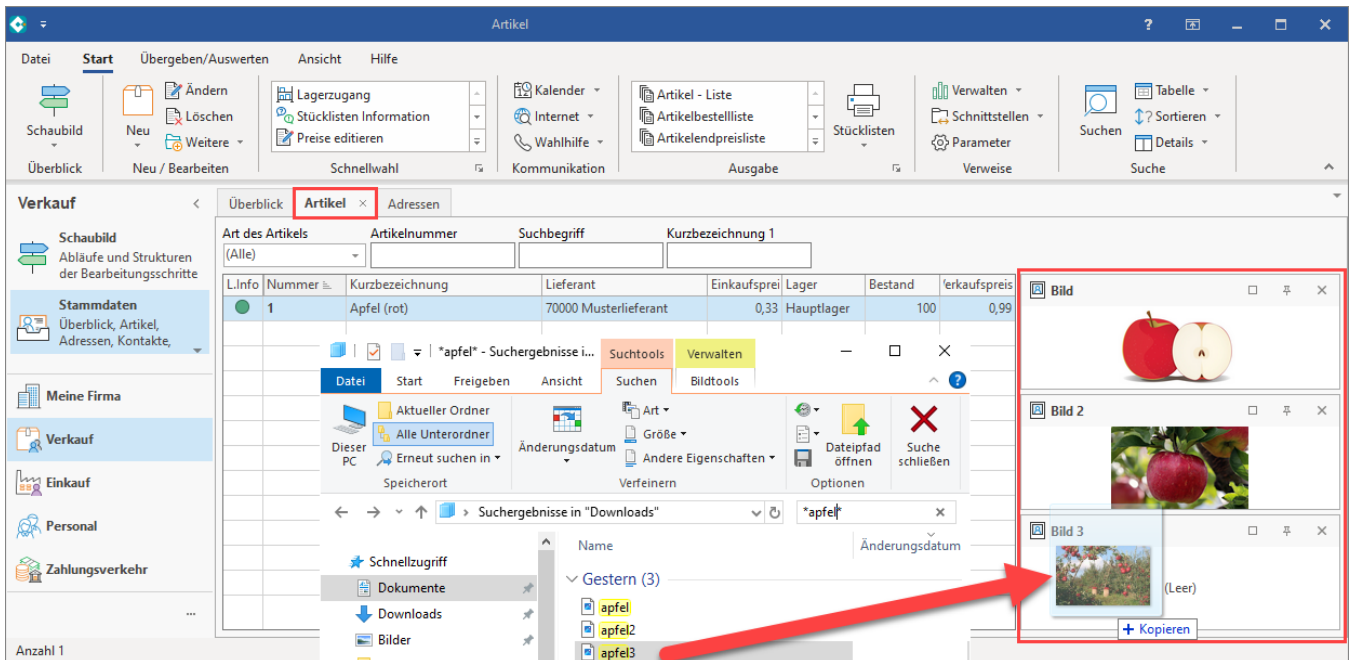 Artikel
?
Datei Start Übergeben/Auswerten Ansicht Hilfe
Schaubild
Überblick
Neu
Ändern
Löschen
Weitere
Neu / Bearbeiten
Lagerzugang
Stücklisten Information
Preise editieren
Schnellwahl
Kalender
Internet
Wahlhilfe
Kommunikation
Artikel - Liste
Artikelbestellliste
Artikelendpreisliste
Stücklisten
Ausgabe
Verwalten
Schnittstellen
Parameter
Verweise
Suchen
Tabelle
Sortieren
Details
Suche
Verkauf
Überblick Artikel × Adressen
Schaubild
Abläufe und Strukturen
der Bearbeitungsschritte
Stammdaten
Überblick, Artikel,
Adressen, Kontakte,
Meine Firma
Verkauf
Einkauf
Personal
Zahlungsverkehr
...
Art des Artikels Artikelnummer Suchbegriff Kurzbezeichnung 1
(Alle)
L.Info Nummer Kurzbezeichnung Lieferant Einkaufsprei Lager Bestand erkaufspreis
1 Apfel (rot) 70000 Musterlieferant 0,33 Hauptlager 100 0,99
*apfel* - Suchergebnisse i... Suchtools Verwalten
Datei Start Freigeben Ansicht Suchen Bildtools
Dieser
PC
Aktueller Ordner
Alle Unterordner
Erneut suchen in
Speicherort
Änderungsdatum
Art
Größe
Andere Eigenschaften
Verfeinern
Dateipfad
öffnen
Suche
schließen
Optionen
Suchergebnisse in "Downloads"
*apfel*
Schnellzugriff
Dokumente
Downloads
Bilder
Name Änderungsdatum
Gestern (3)
apfel
apfel2
apfel3
Bild
Bild 2
Bild 3
(Leer)
+ Kopieren
Anzahl 1